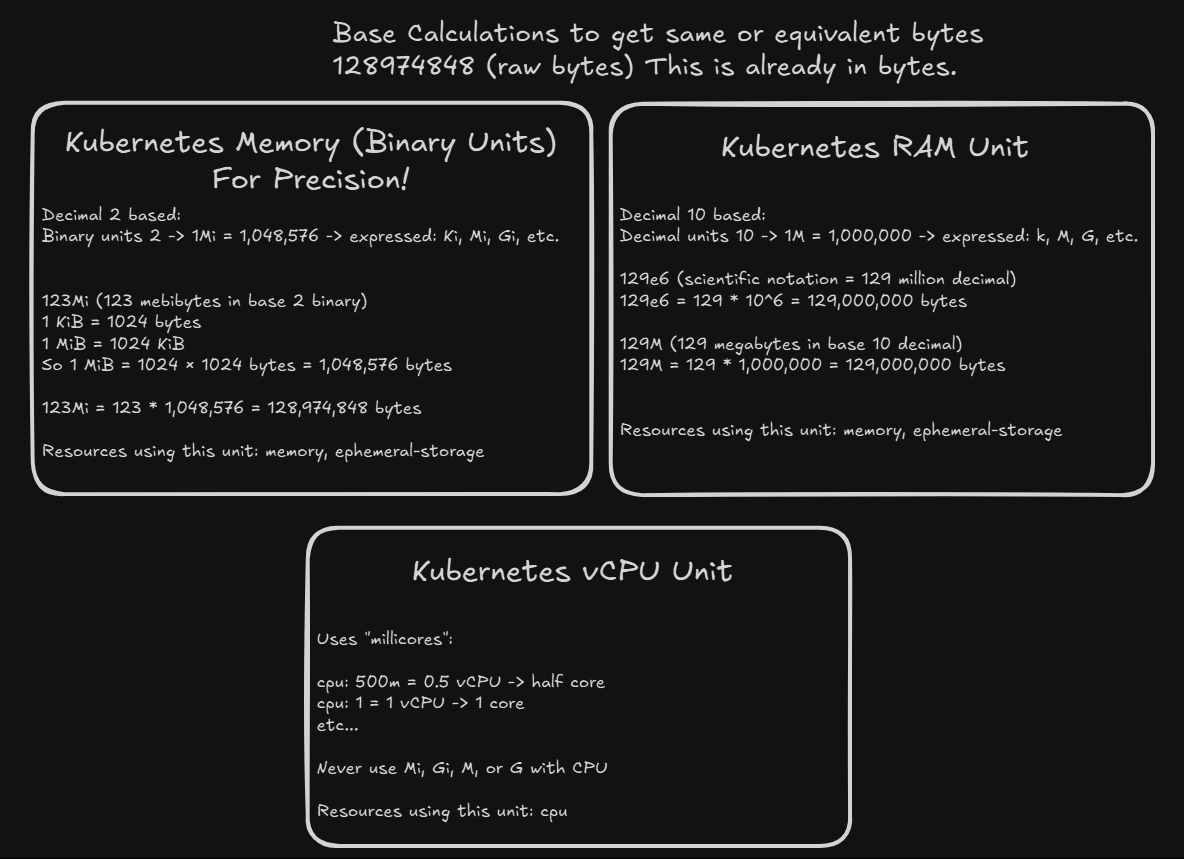 Base Calculations to get same or equivalent bytes
128974848 (raw bytes) This is already in bytes.
Kubernetes Memory (Binary Units)
For Precision!
Decimal 2 based:
Binary units 2 -> 1Mi = 1,048,576 -> expressed: Ki, Mi, Gi, etc.
123Mi (123 mebibytes in base 2 binary)
1 KiB = 1024 bytes
1 MiB = 1024 KiB
So 1 MiB = 1024 × 1024 bytes = 1,048,576 bytes
123Mi = 123 * 1,048,576 = 128,974,848 bytes
Resources using this unit: memory, ephemeral-storage
Kubernetes RAM Unit
Decimal 10 based:
Decimal units 10 -> 1M = 1,000,000 -> expressed: k, M, G, etc.
129e6 (scientific notation = 129 million decimal)
129e6 = 129 * 10^6 = 129,000,000 bytes
129M (129 megabytes in base 10 decimal)
129M = 129 * 1,000,000 = 129,000,000 bytes
Resources using this unit: memory, ephemeral-storage
Kubernetes vCPU Unit
Uses "millicores":
cpu: 500m = 0.5 vCPU -> half core
cpu: 1 = 1 vCPU -> 1 core
etc...
Never use Mi, Gi, M, or G with CPU
Resources using this unit: cpu